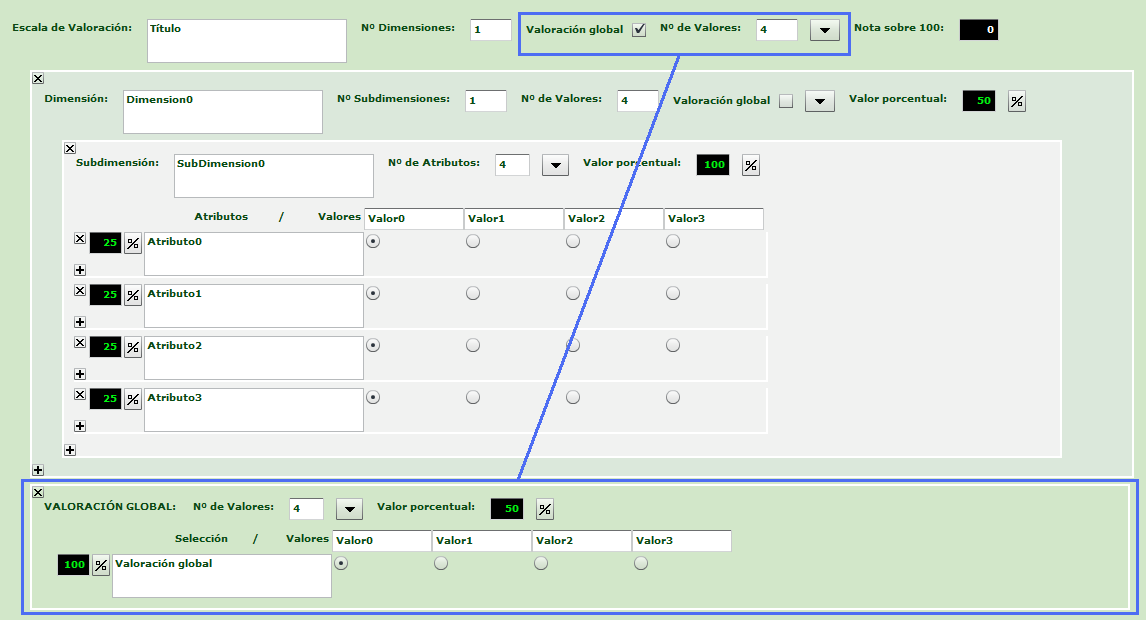 Escala de Valoración: Título Nº Dimensiones: 1 Valoración global Nº de Valores: 4 Nota sobre 100: 0
Dimensión: Dimension0 Nº Subdimensiones: 1 Nº de Valores: 4 Valoración global Valor porcentual: 50 %
Subdimensión: SubDimension0 Nº de Atributos: 4 Valor porcentual: 100 %
Atributos / Valores Valor0 Valor1 Valor2 Valor3
25 % Atributo0
25 % Atributo1
25 % Atributo2
25 % Atributo3
VALORACIÓN GLOBAL: Nº de Valores: 4 Valor porcentual: 50 %
Selección / Valores Valor0 Valor1 Valor2 Valor3
100 % Valoración global